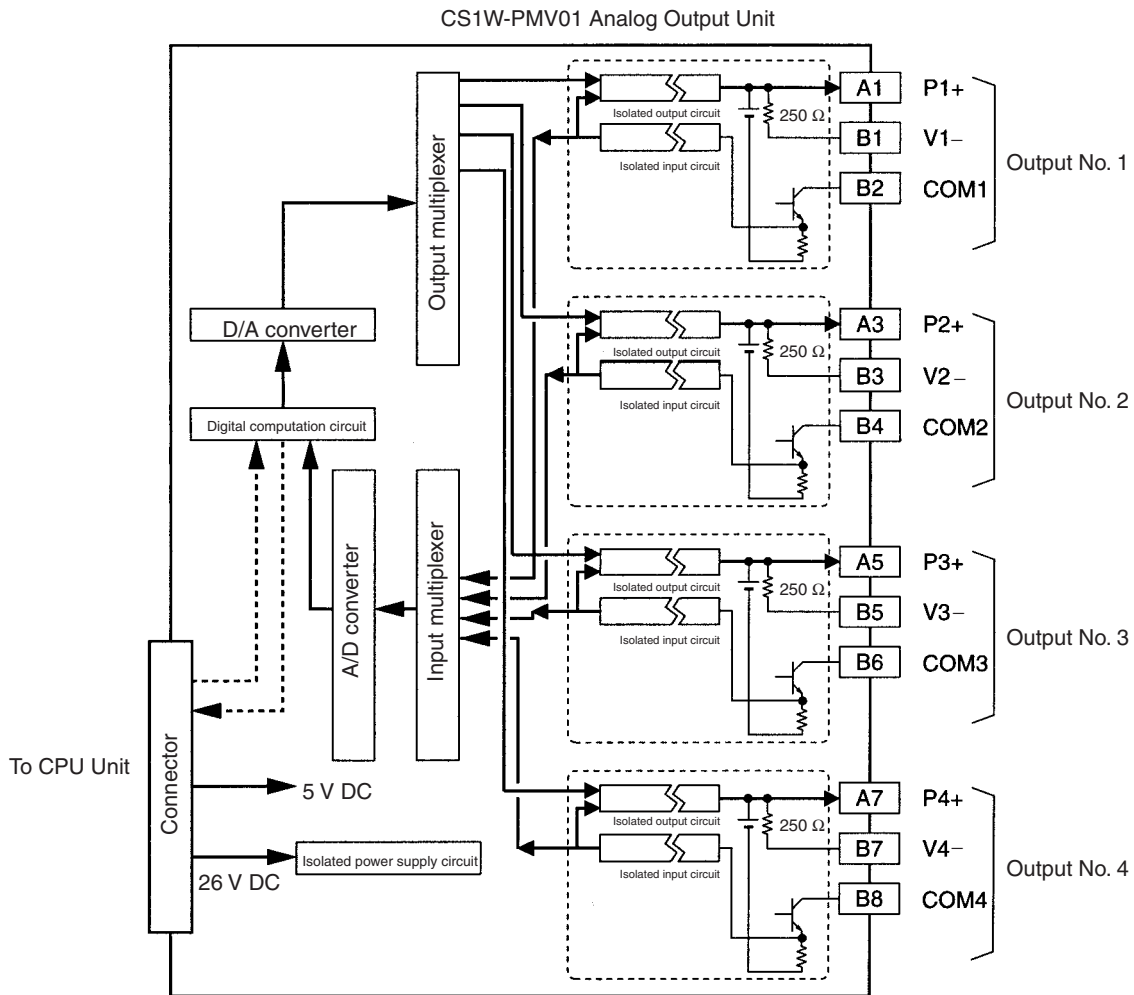 CS1W-PMV01 Analog Output Unit
Output multiplexer
D/A converter
Digital computation circuit
A/D converter
Input multiplexer
To CPU Unit
Connector
5 V DC
26 V DC
Isolated power supply circuit
Isolated output circuit
Isolated input circuit
250 Ω
A1 P1+
B1 V1−
B2 COM1
Output No. 1
Isolated output circuit
Isolated input circuit
250 Ω
A3 P2+
B3 V2−
B4 COM2
Output No. 2
Isolated output circuit
Isolated input circuit
250 Ω
A5 P3+
B5 V3−
B6 COM3
Output No. 3
Isolated output circuit
Isolated input circuit
250 Ω
A7 P4+
B7 V4−
B8 COM4
Output No. 4